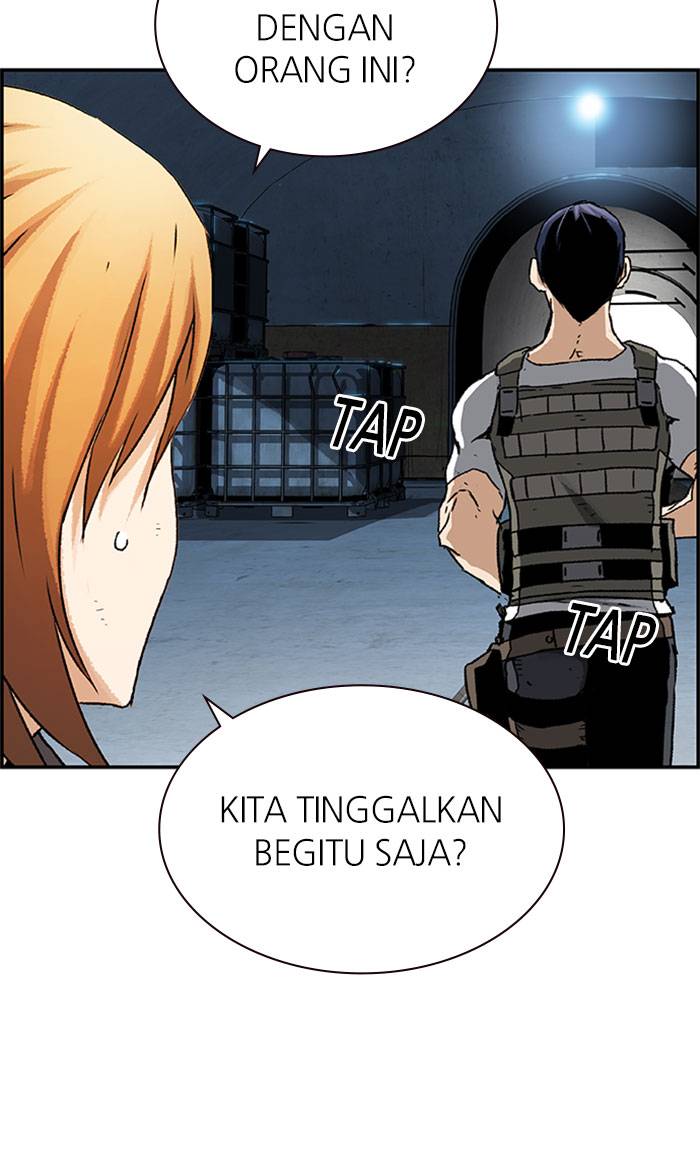 DENGAN
ORANG INI?
TAP
TAP
KITA TINGGALKAN
BEGITU SAJA?